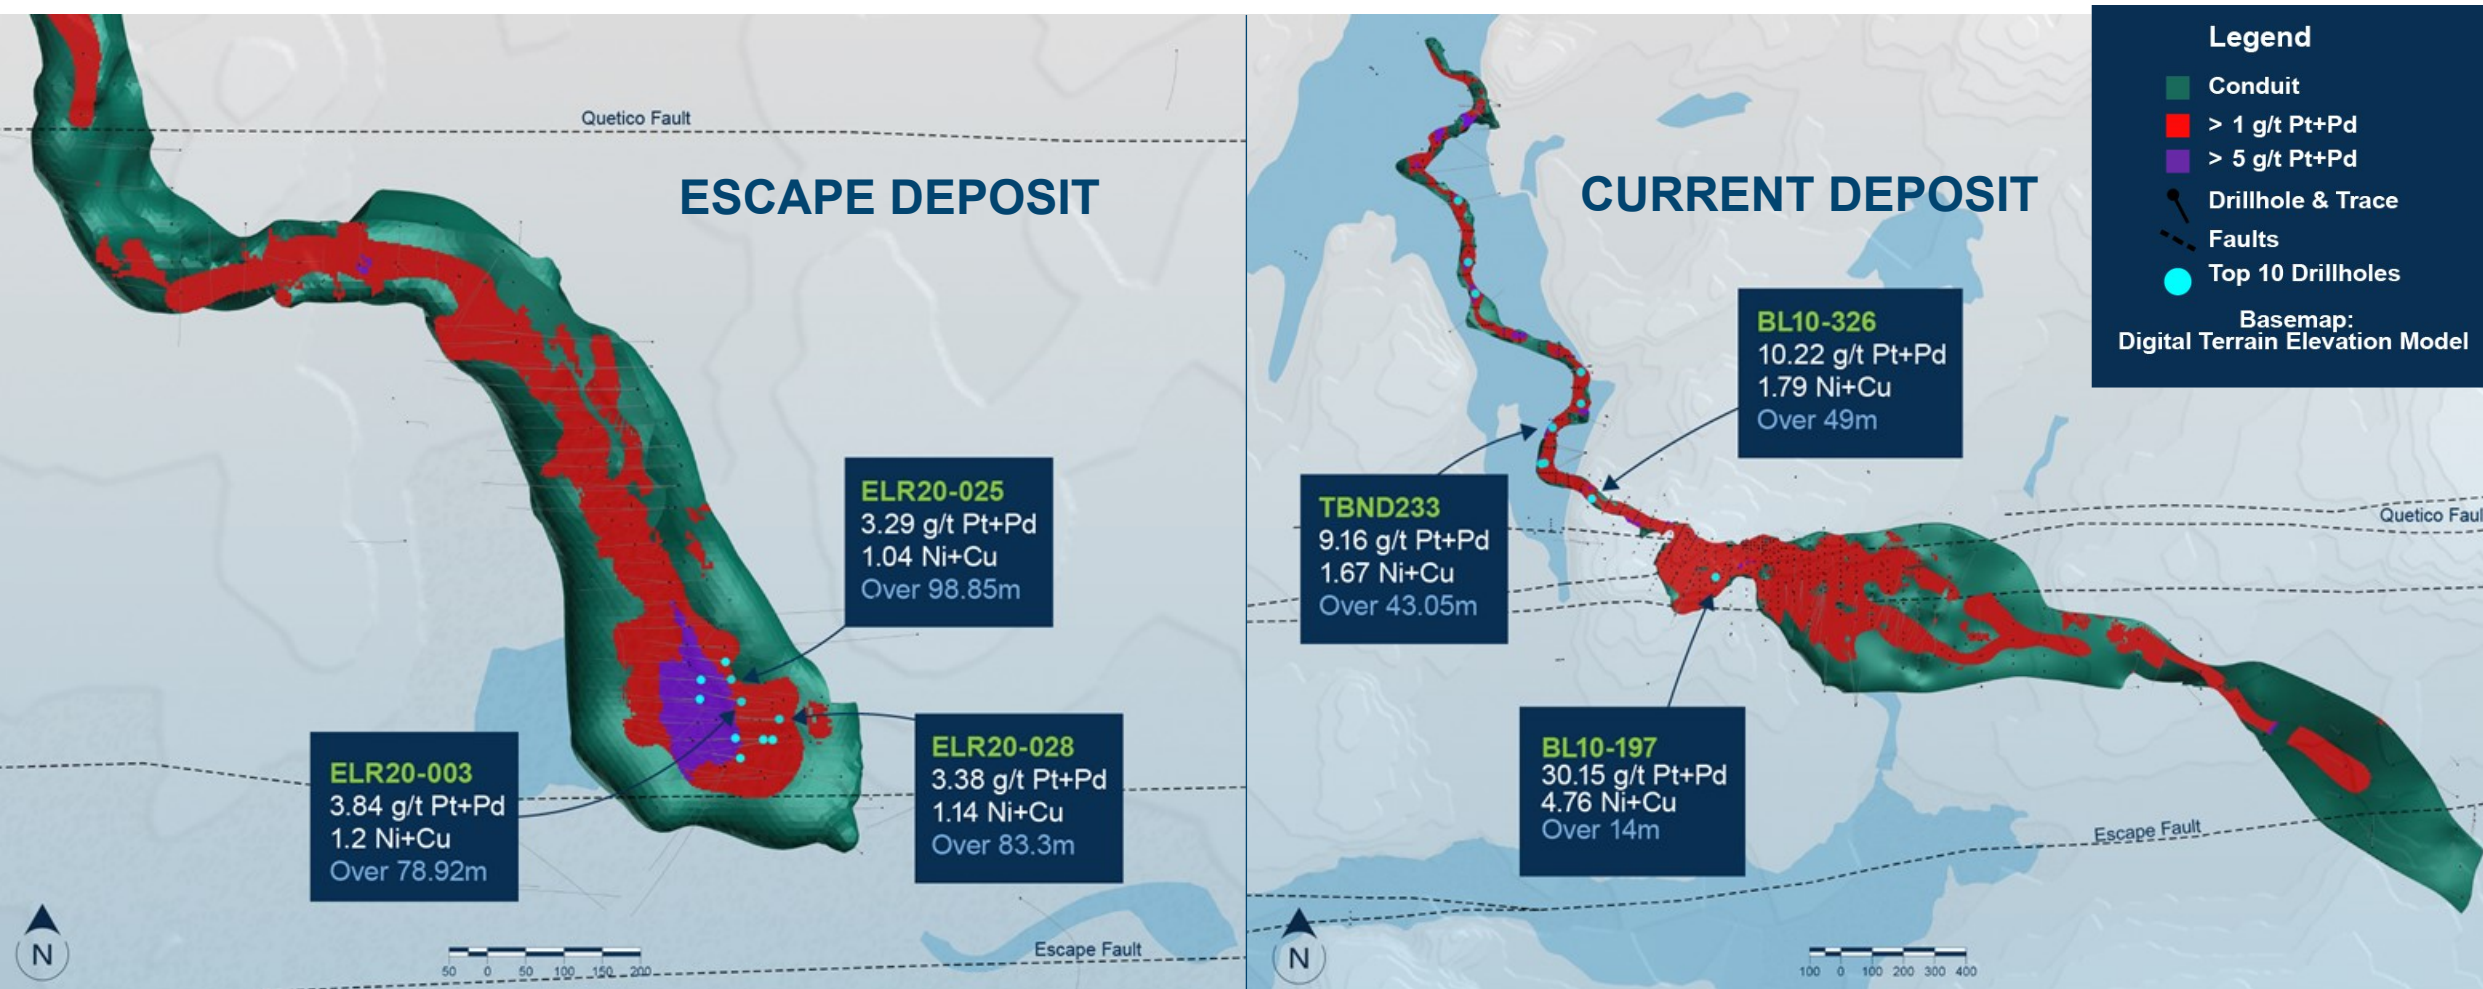 Quetico Fault
ESCAPE DEPOSIT
ELR20-025
3.29 g/t Pt+Pd
1.04 Ni+Cu
Over 98.85m
ELR20-003
3.84 g/t Pt+Pd
1.2 Ni+Cu
Over 78.92m
ELR20-028
3.38 g/t Pt+Pd
1.14 Ni+Cu
Over 83.3m
Escape Fault
N
50 0 50 100 150 200
CURRENT DEPOSIT
BL10-326
10.22 g/t Pt+Pd
1.79 Ni+Cu
Over 49m
TBND233
9.16 g/t Pt+Pd
1.67 Ni+Cu
Over 43.05m
Quetico Faul
BL10-197
30.15 g/t Pt+Pd
4.76 Ni+Cu
Over 14m
Escape Fault
N
100 0 100 200 300 400
Legend
Conduit
> 1 g/t Pt+Pd
> 5 g/t Pt+Pd
Drillhole & Trace
Faults
Top 10 Drillholes
Basemap:
Digital Terrain Elevation Model